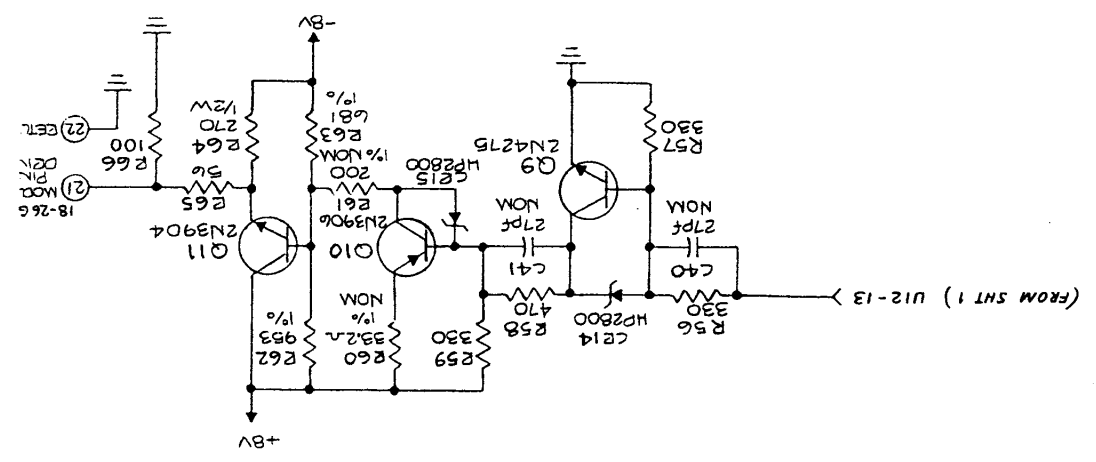 +8V
R59
330
R60
33.2Ω
1%
NOM
R62
953
1%
(FROM SHT 1) U12-13
R56
330
CR14
HP2800
R58
470
C40
27pf
NOM
C41
27pf
NOM
Q9
2N4275
Q10
2N3906
Q11
2N3904
R57
330
CR15
HP2800
R61
200
1% NOM
R63
681
1%
R64
270
1/2W
R65
56
R66
100
18-26G
MOD.
PIN
DRV.
21
22 RET.
-8V